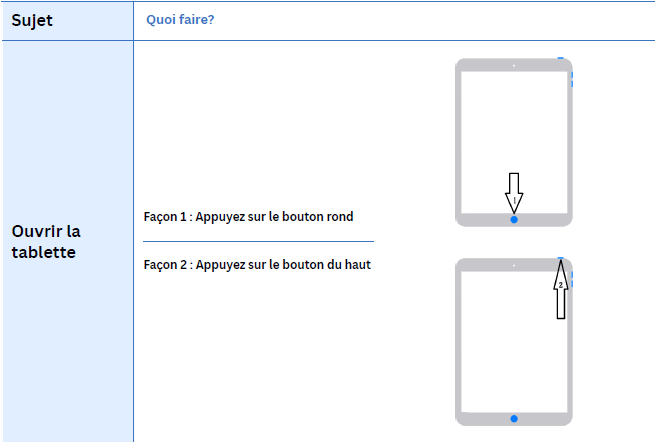 Sujet
Quoi faire?
Ouvrir la
tablette
Façon 1 : Appuyez sur le bouton rond
Façon 2 : Appuyez sur le bouton du haut
1
2